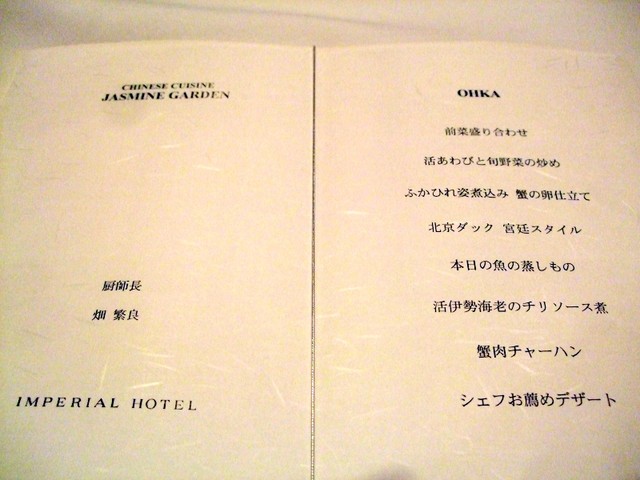 CHINESE CUISINE
JASMINE GARDEN
厨師長
畑 繁良
IMPERIAL HOTEL
OHKA
前菜盛り合わせ
活あわびと旬野菜の炒め
ふかひれ姿煮込み 蟹の卵仕立て
北京ダック 宮廷スタイル
本日の魚の蒸しもの
活伊勢海老のチリソース煮
蟹肉チャーハン
シェフお薦めデザート